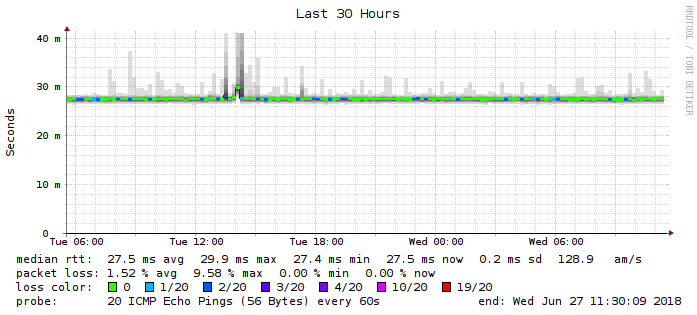 Last 30 Hours
RRDTOOL / TOBI OETIKER
Seconds
40 m
30 m
20 m
10 m
0
Tue 06:00 Tue 12:00 Tue 18:00 Wed 00:00 Wed 06:00
median rtt: 27.5 ms avg 29.9 ms max 27.4 ms min 27.5 ms now 0.2 ms sd 128.9 am/s
packet loss: 1.52 % avg 9.58 % max 0.00 % min 0.00 % now
loss color: 0 1/20 2/20 3/20 4/20 10/20 19/20
probe: 20 ICMP Echo Pings (56 Bytes) every 60s end: Wed Jun 27 11:30:09 2018